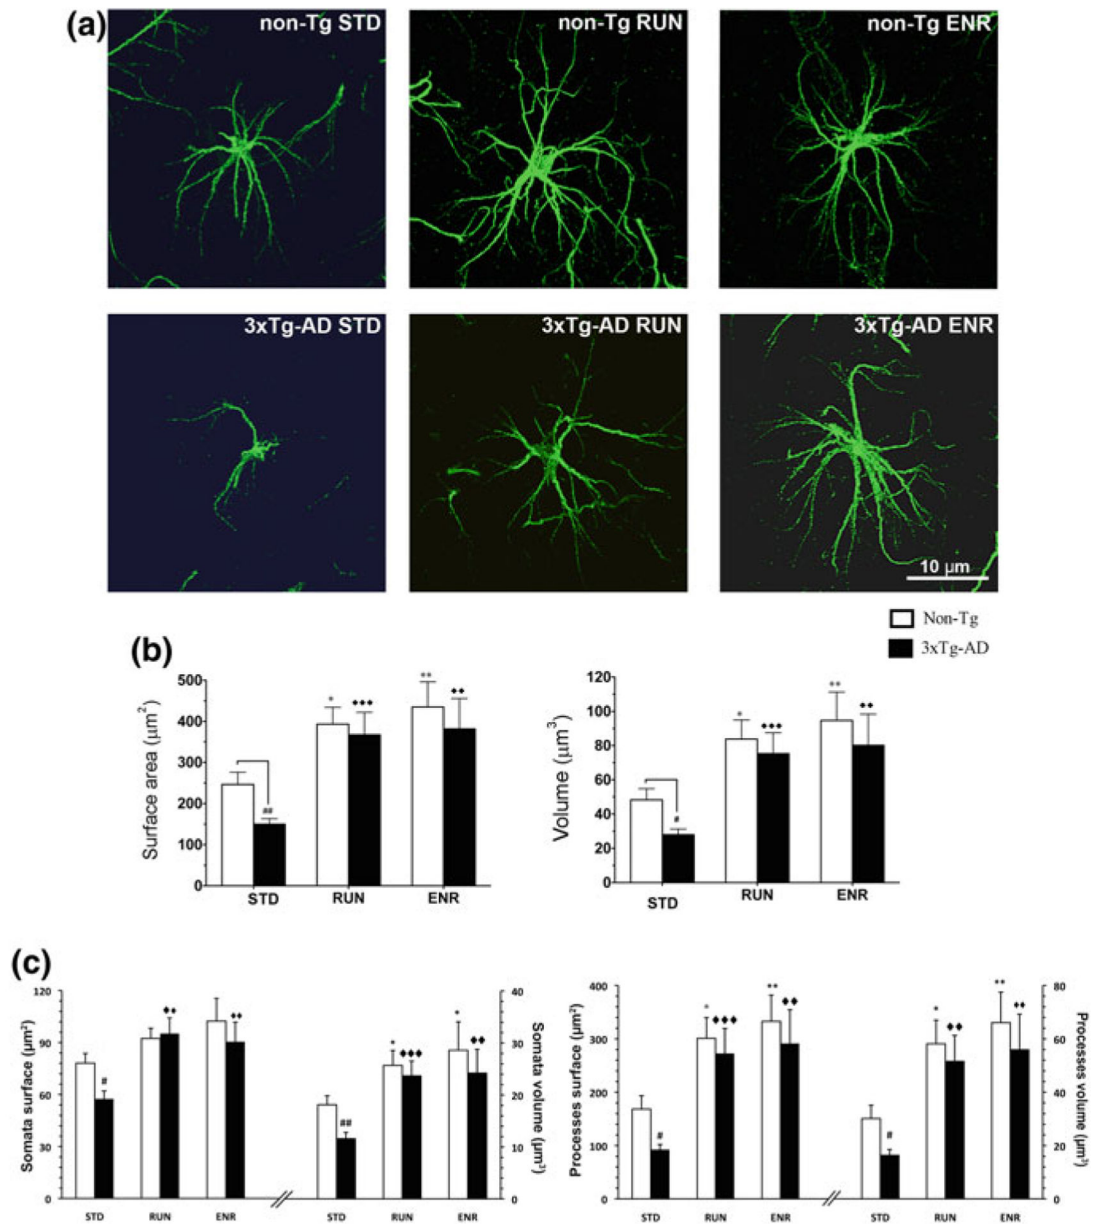 (a)
non-Tg STD
non-Tg RUN
non-Tg ENR
3xTg-AD STD
3xTg-AD RUN
3xTg-AD ENR
10 µm
Non-Tg
3xTg-AD
(b)
Surface area (µm²)
500
400
300
200
100
0
*
♦♦♦
**
♦♦
##
STD
RUN
ENR
Volume (µm³)
120
100
80
60
40
20
0
*
♦♦♦
**
♦♦
#
STD
RUN
ENR
(c)
Somata surface (µm²)
120
90
60
30
0
#
♦♦
♦♦
STD
RUN
ENR
##
*
♦♦♦
*
♦♦
STD
RUN
ENR
40
30
20
10
0
Somata volume (µm³)
Processes surface (µm²)
400
300
200
100
0
#
*
♦♦♦
**
♦♦
STD
RUN
ENR
#
*
♦♦
**
♦♦
STD
RUN
ENR
80
60
40
20
0
Processes volume (µm³)